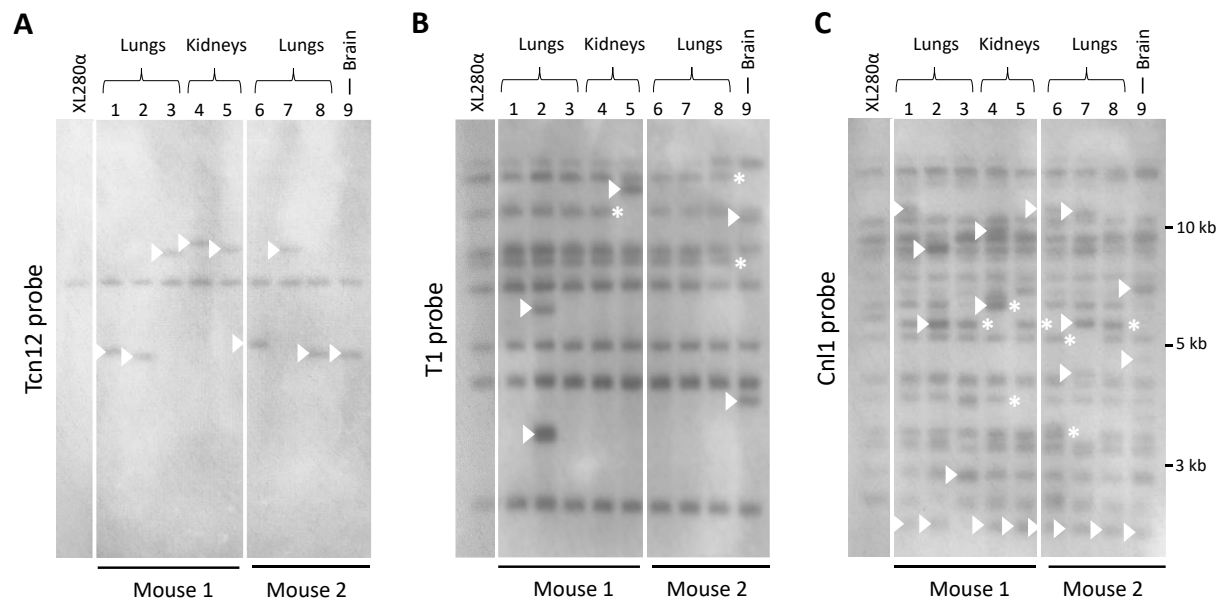 A B C
Lungs Kidneys Lungs Brain
Lungs Kidneys Lungs Brain
Lungs Kidneys Lungs Brain
XL280α 1 2 3 4 5 6 7 8 9
XL280α 1 2 3 4 5 6 7 8 9
XL280α 1 2 3 4 5 6 7 8 9
Tcn12 probe
T1 probe
Cnl1 probe
*
*
*
*
*
*
*
*
*
*
*
10 kb
5 kb
3 kb
Mouse 1 Mouse 2
Mouse 1 Mouse 2
Mouse 1 Mouse 2